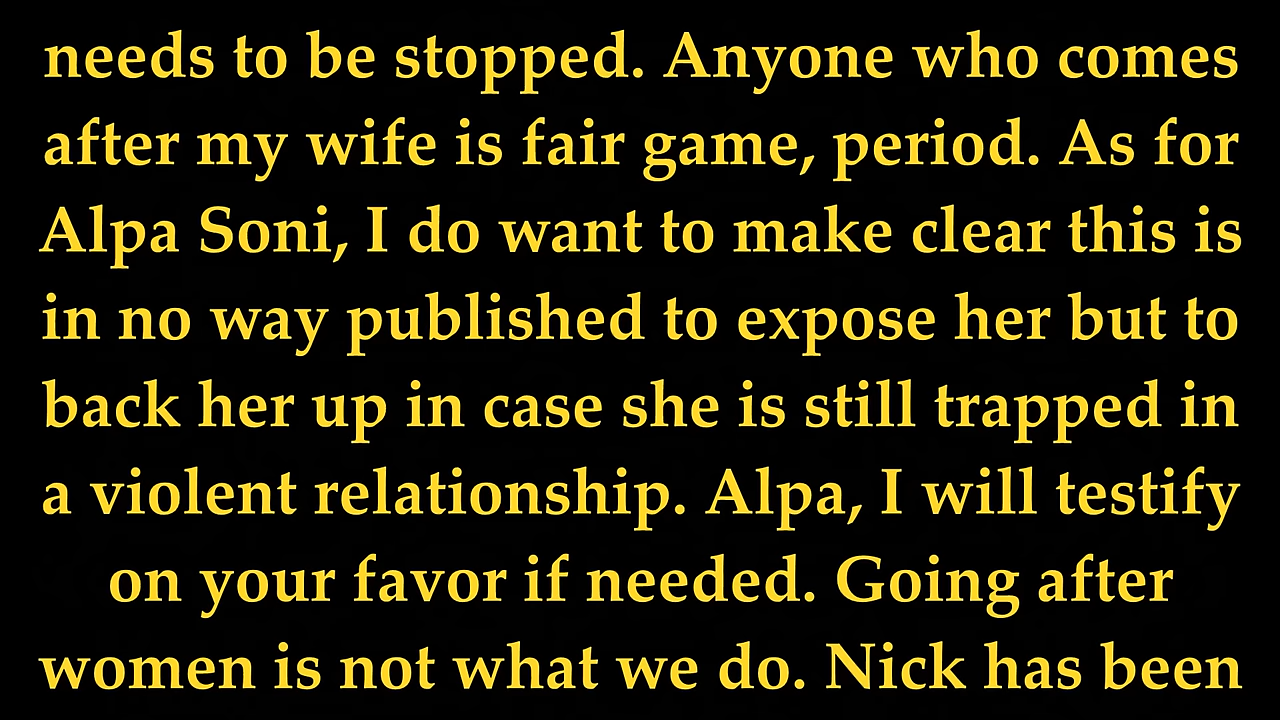 needs to be stopped. Anyone who comes
after my wife is fair game, period. As for
Alpa Soni, I do want to make clear this is
in no way published to expose her but to
back her up in case she is still trapped in
a violent relationship. Alpa, I will testify
on your favor if needed. Going after
women is not what we do. Nick has been